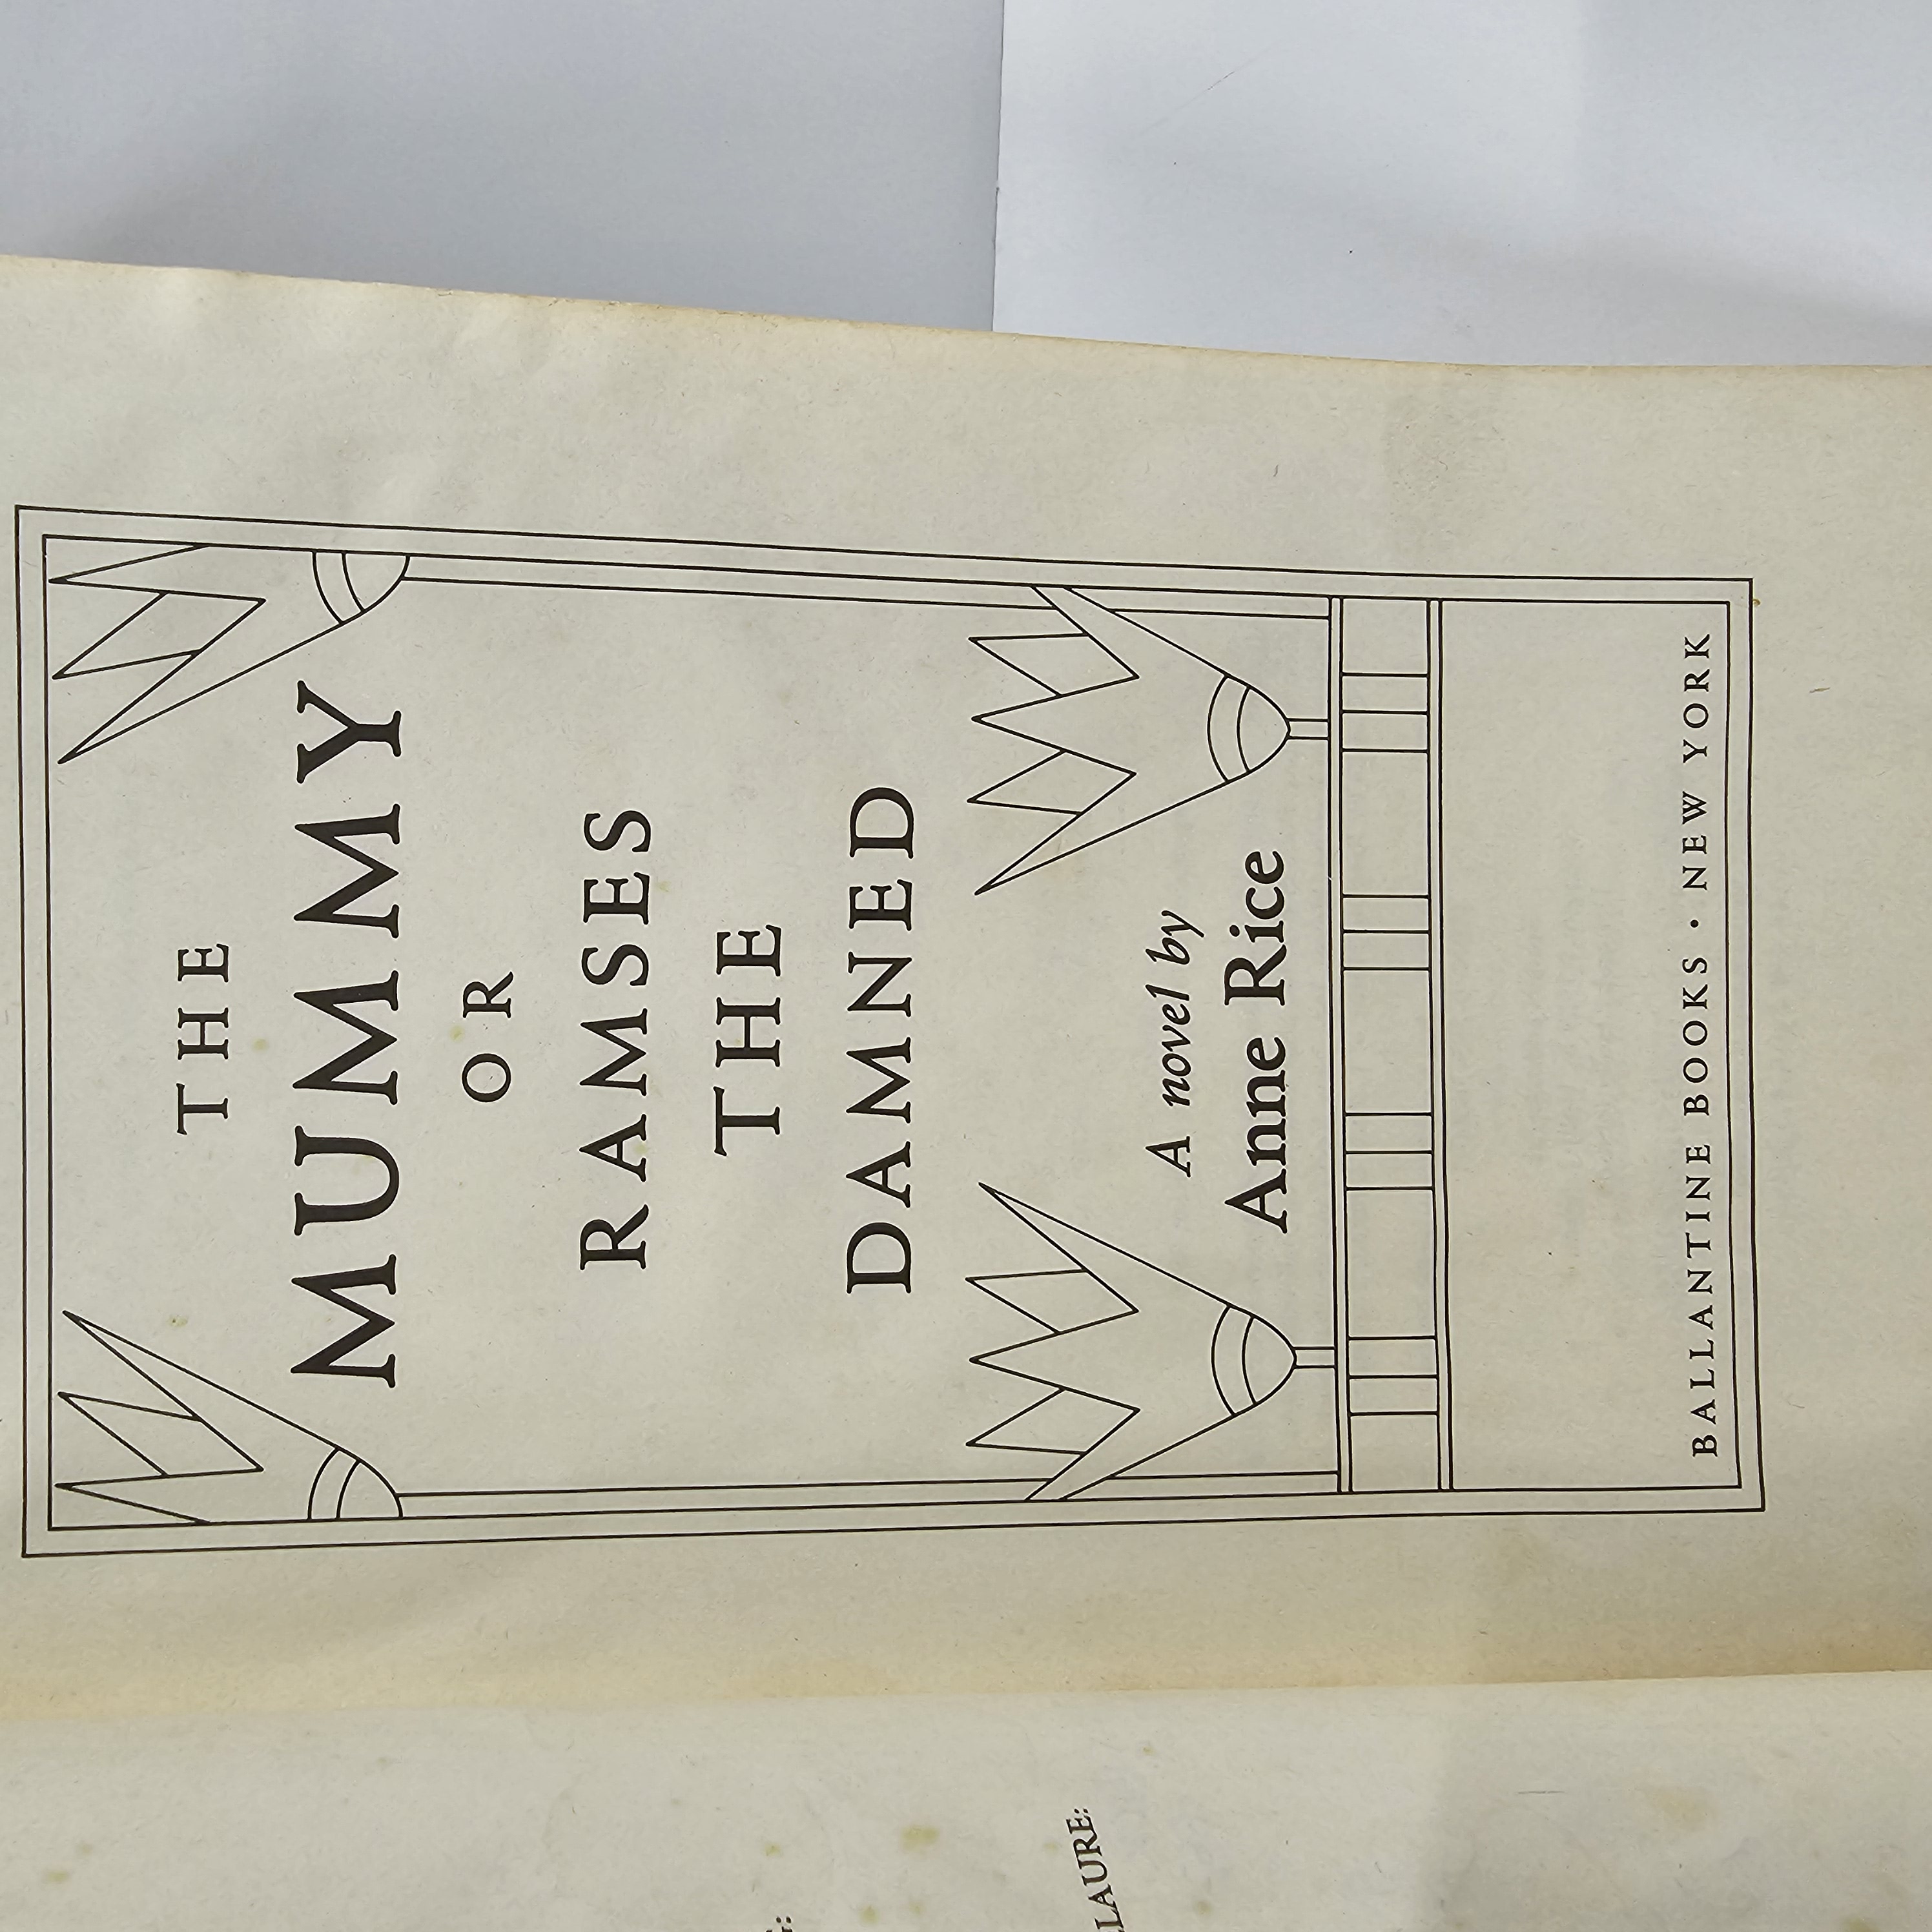 THE
MUMMY
OR
RAMSES
THE
DAMNED
A novel by
Anne Rice
BALLANTINE BOOKS • NEW YORK
LAURE: